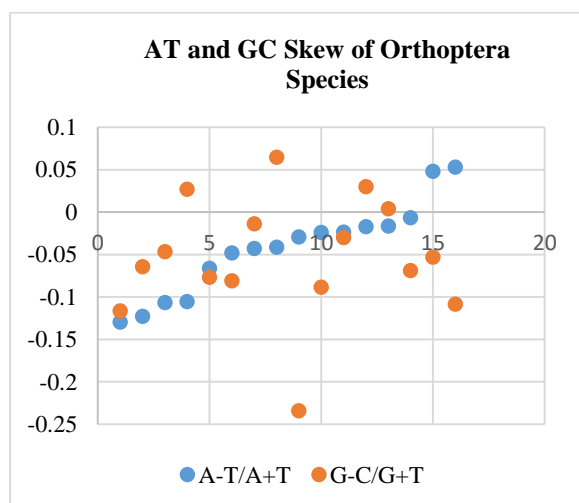 AT and GC Skew of Orthoptera
Species
0.1
0.05
0
0 5 10 15 20
-0.05
-0.1
-0.15
-0.2
-0.25
A-T/A+T G-C/G+T